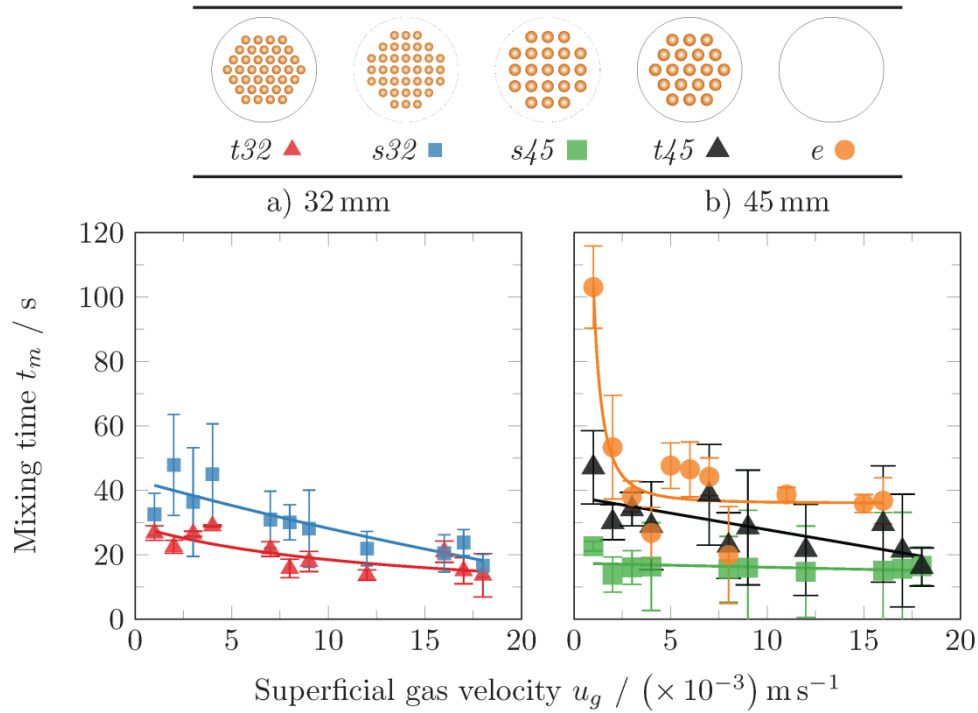 t32 s32 s45 t45 e
a) 32 mm b) 45 mm
Mixing time t_m / s
120
100
80
60
40
20
0
0 5 10 15 20
0 5 10 15 20
Superficial gas velocity u_g / (× 10⁻³) m s⁻¹